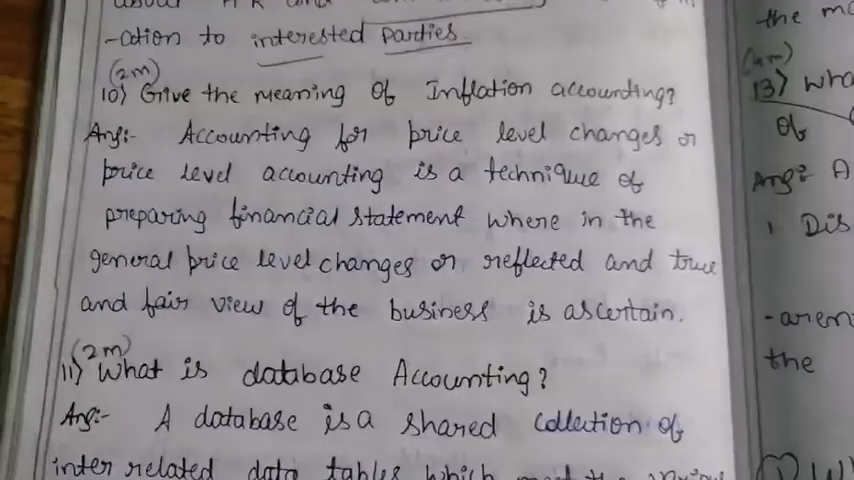 -ation to interested parties.
(2m)
10) Give the meaning of Inflation accounting?
Ans:- Accounting for price level changes or
price level accounting is a technique of
preparing financial statement where in the
general price level changes or reflected and true
and fair view of the business is ascertain.
(2m)
11) What is database Accounting?
Ans:- A database is a shared collection of
inter related data tables which
the
(4m)
13)
of
Ans: A
1. Dis
the